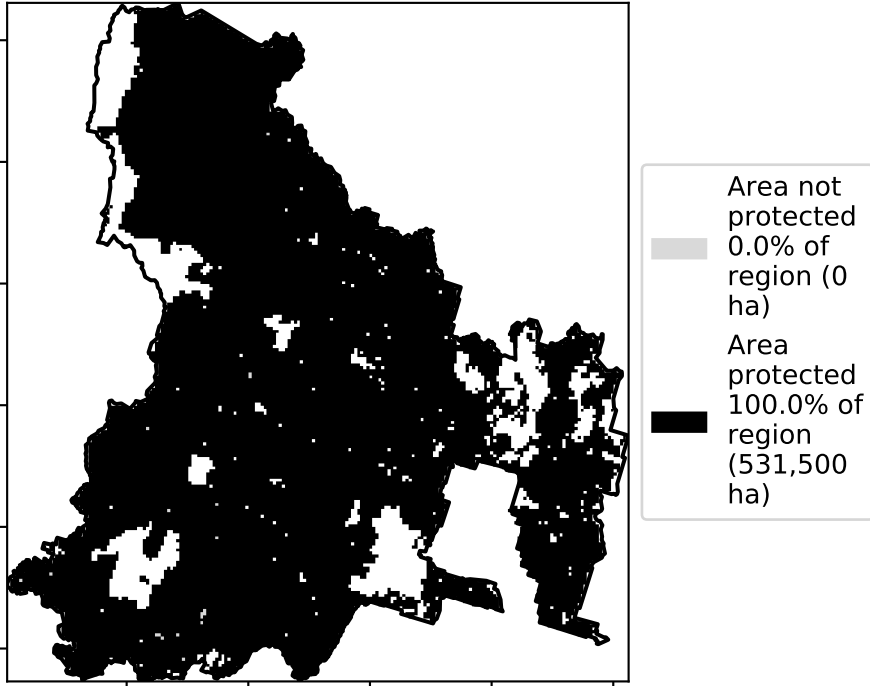 Area not
protected
0.0% of
region (0
ha)
Area
protected
100.0% of
region
(531,500
ha)